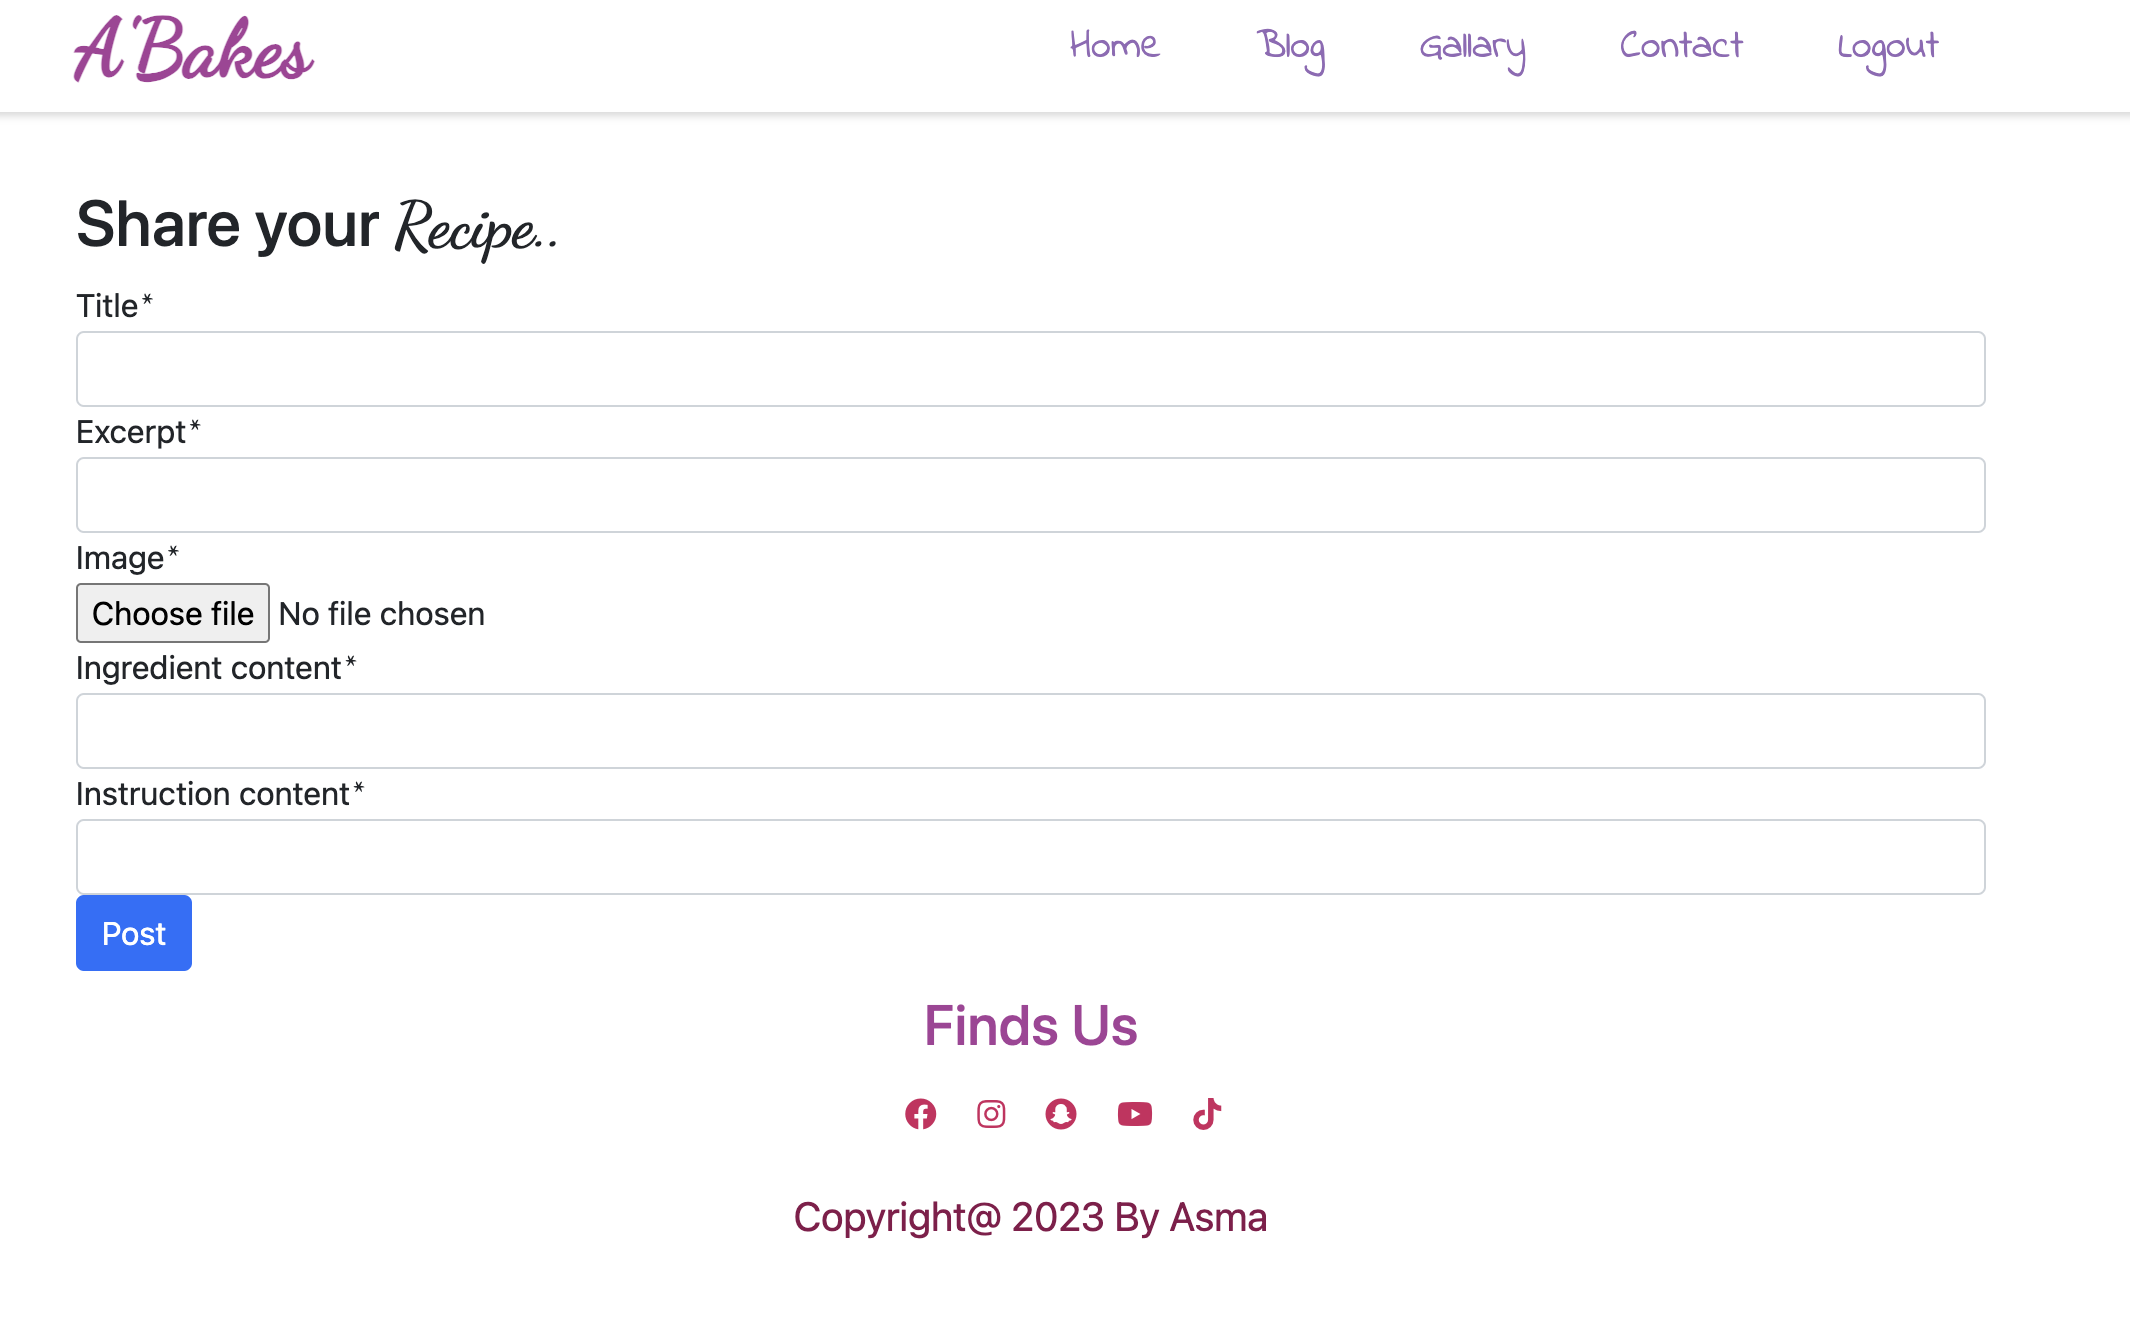 A'Bakes
Home Blog Gallary Contact Logout
Share your Recipe..
Title*
Excerpt*
Image*
Choose file No file chosen
Ingredient content*
Instruction content*
Post
Finds Us
Copyright@ 2023 By Asma